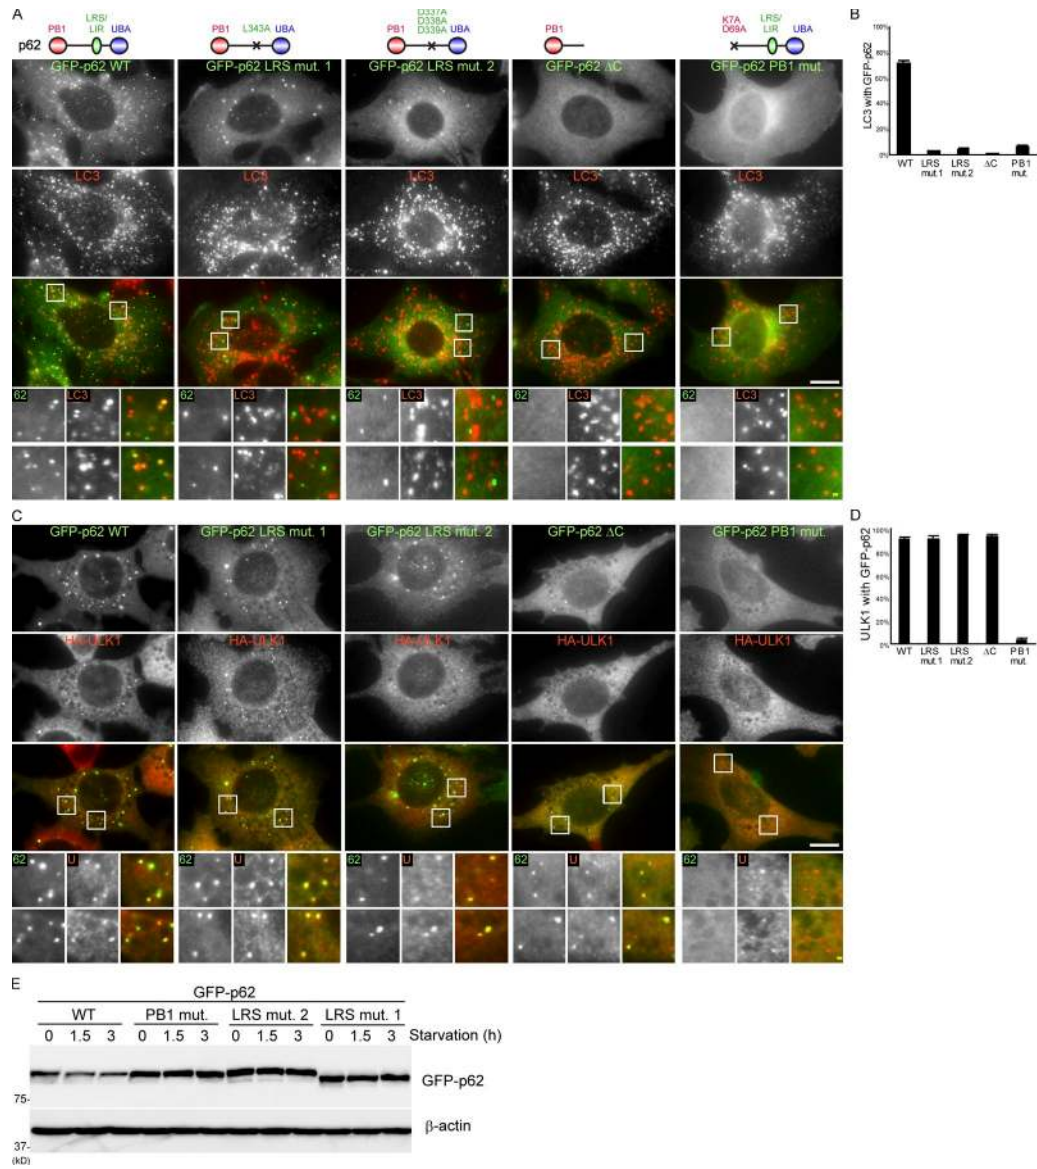 A
B
p62
PB1
LRS/
LIR
UBA
PB1
L343A
UBA
PB1
D337A
D338A
D339A
UBA
PB1
K7A
D69A
LRS/
LIR
UBA
GFP-p62 WT
GFP-p62 LRS mut. 1
GFP-p62 LRS mut. 2
GFP-p62 ΔC
GFP-p62 PB1 mut.
LC3
LC3
LC3
LC3
LC3
62
LC3
62
LC3
62
LC3
62
LC3
62
LC3
LC3 with GFP-p62
80%
60%
40%
20%
0%
WT
LRS
mut.1
LRS
mut.2
ΔC
PB1
mut.
C
D
GFP-p62 WT
GFP-p62 LRS mut. 1
GFP-p62 LRS mut. 2
GFP-p62 ΔC
GFP-p62 PB1 mut.
HA-ULK1
HA-ULK1
HA-ULK1
HA-ULK1
HA-ULK1
62
U
62
U
62
U
62
U
62
U
ULK1 with GFP-p62
100%
80%
60%
40%
20%
0%
WT
LRS
mut.1
LRS
mut.2
ΔC
PB1
mut.
E
GFP-p62
WT
PB1 mut.
LRS mut. 2
LRS mut. 1
0 1.5 3 0 1.5 3 0 1.5 3 0 1.5 3 Starvation (h)
GFP-p62
75-
β-actin
37-
(kD)